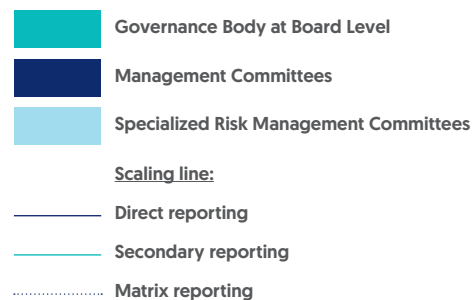 Governance Body at Board Level
Management Committees
Specialized Risk Management Committees
Scaling line:
Direct reporting
Secondary reporting
Matrix reporting